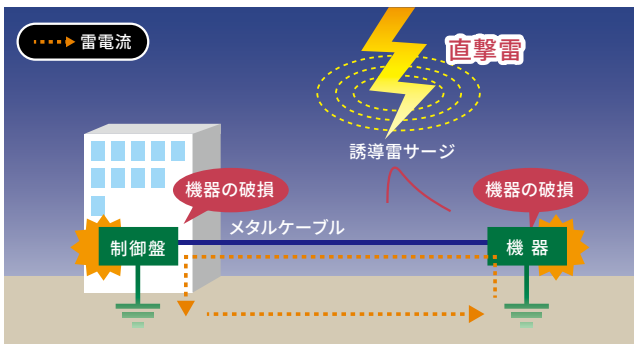 雷電流
直撃雷
誘導雷サージ
機器の破損
機器の破損
メタルケーブル
制御盤
機 器